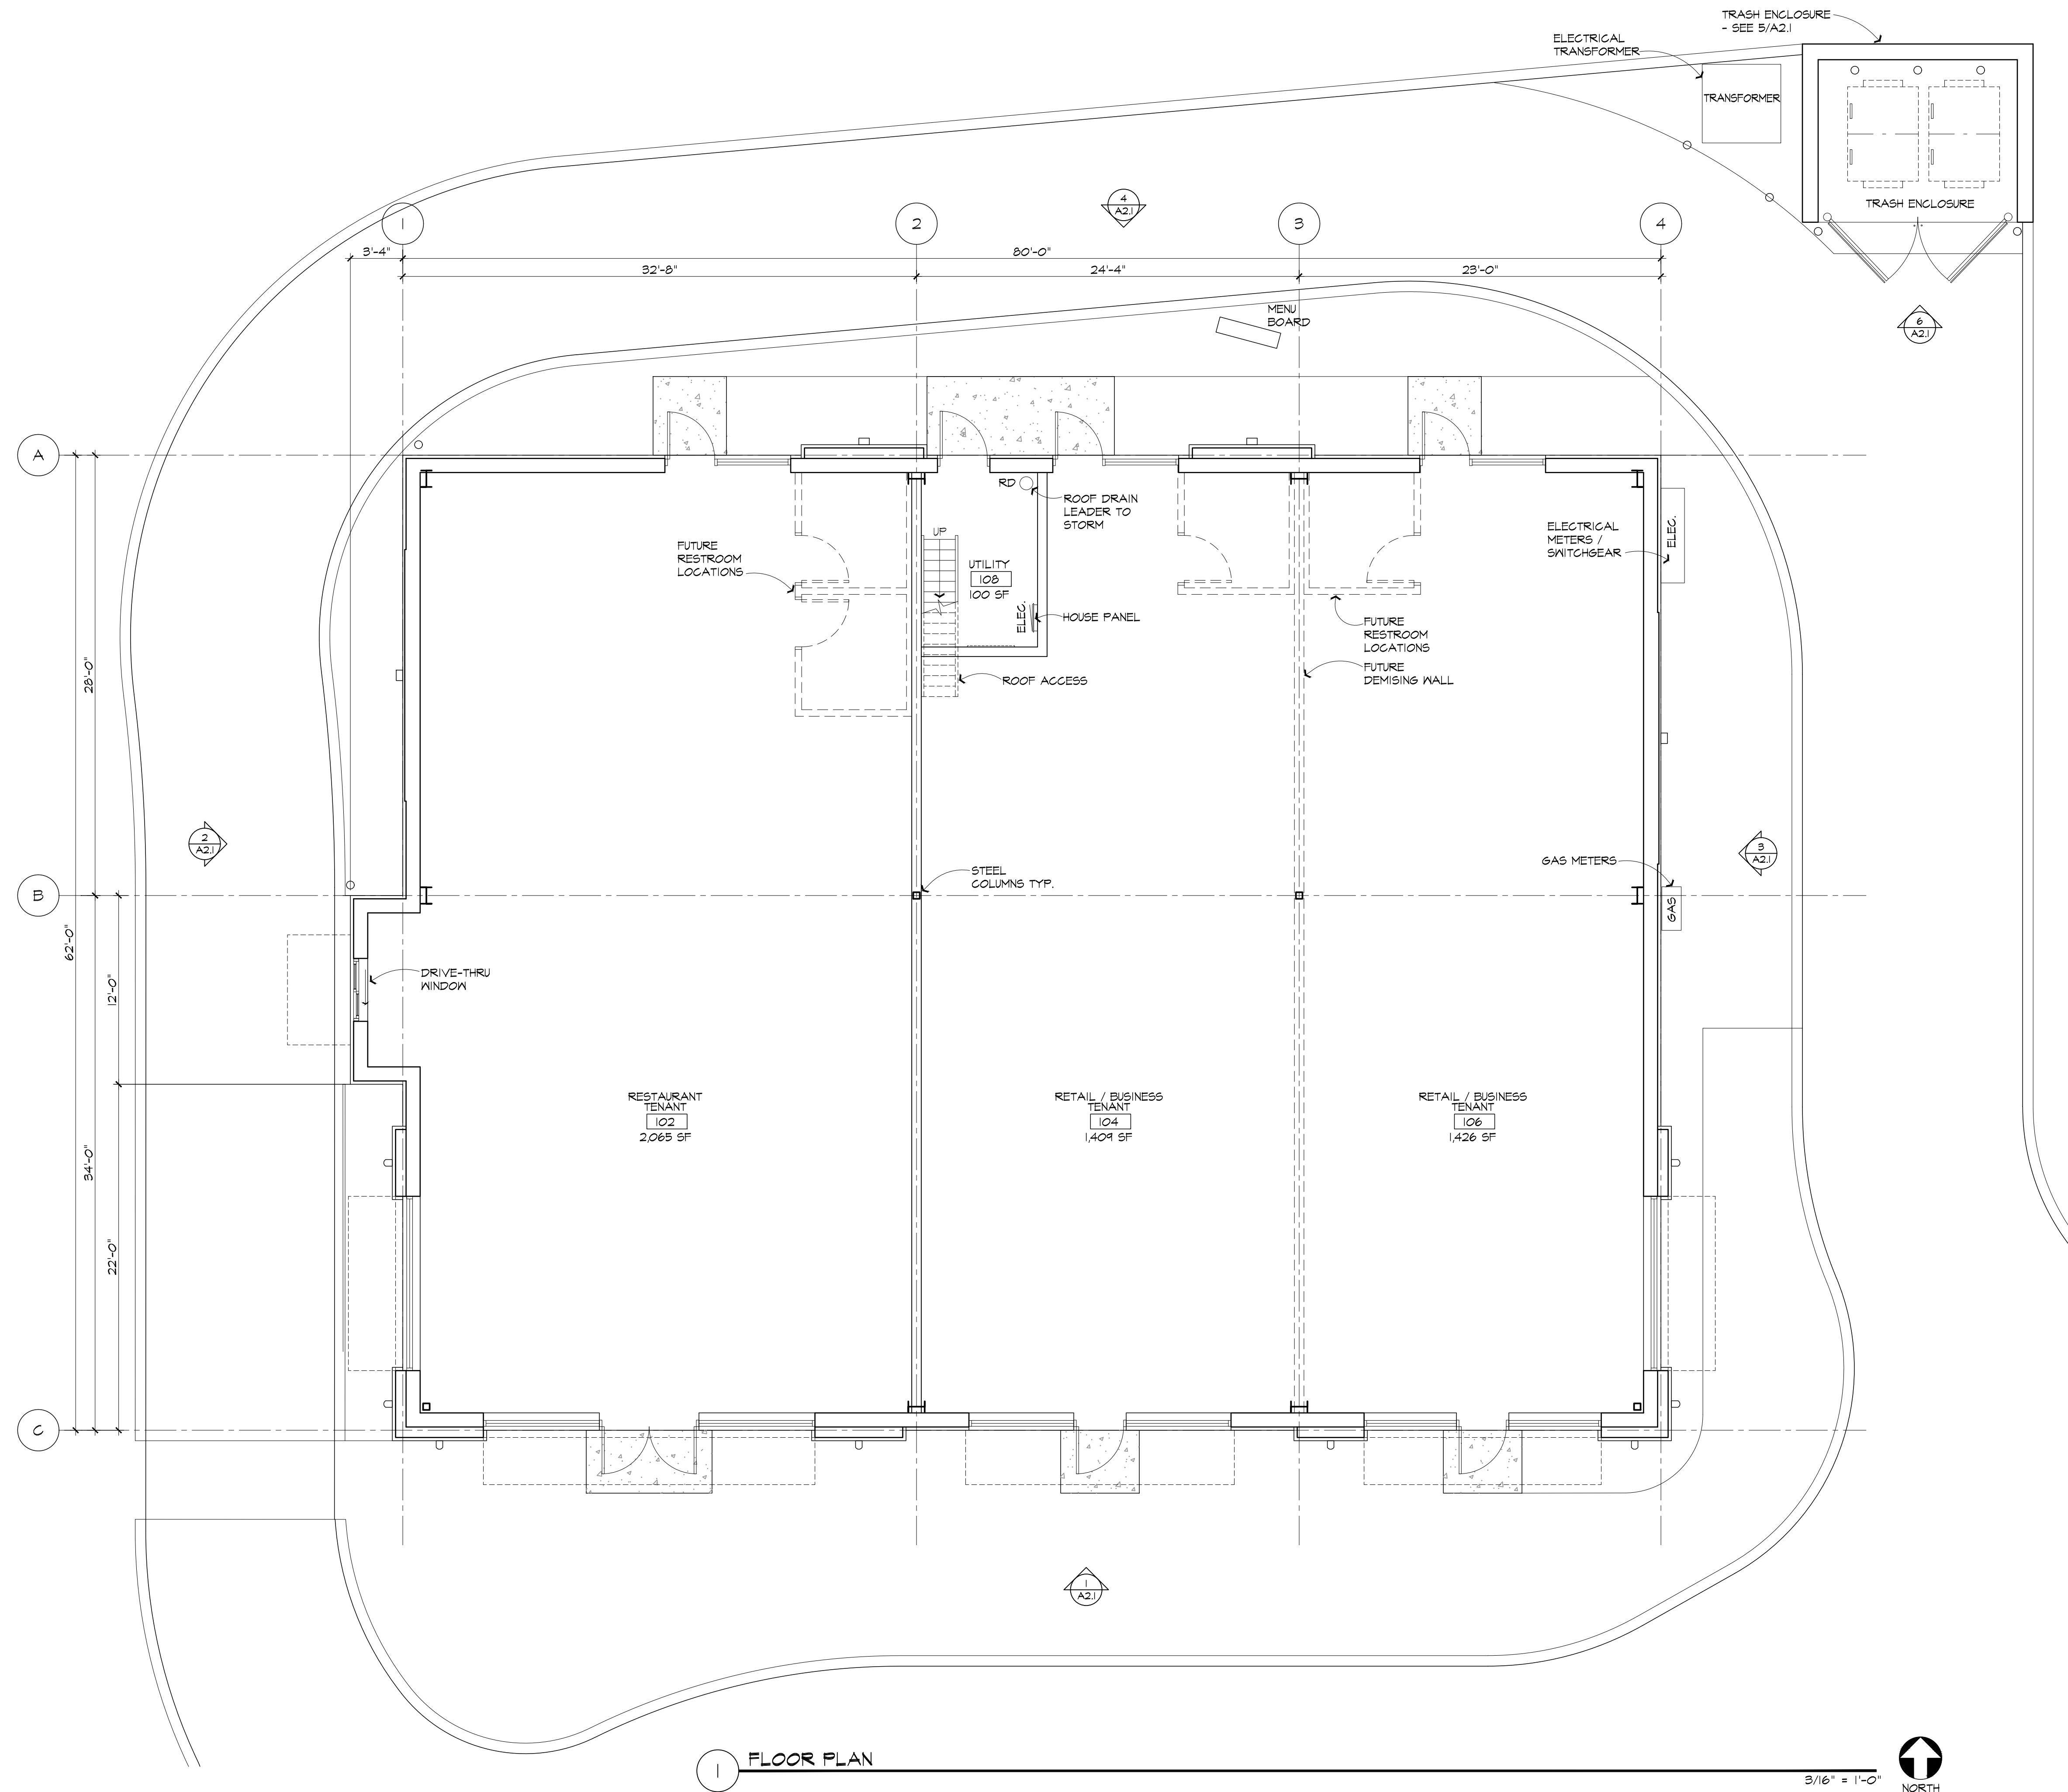 TRASH ENCLOSURE
- SEE 5/A2.1
ELECTRICAL
TRANSFORMER
TRANSFORMER
TRASH ENCLOSURE
4
A2.1
1
2
3
4
3'-4"
80'-0"
32'-8"
24'-4"
23'-0"
6
A2.1
MENU
BOARD
A
RD
ROOF DRAIN
LEADER TO
STORM
UP
FUTURE
RESTROOM
LOCATIONS
UTILITY
108
100 SF
ELEC.
HOUSE PANEL
ELECTRICAL
METERS /
SWITCHGEAR
ELEC.
FUTURE
RESTROOM
LOCATIONS
FUTURE
DEMISING WALL
ROOF ACCESS
28'-0"
2
A2.1
3
A2.1
STEEL
COLUMNS TYP.
GAS METERS
GAS
B
62'-0"
12'-0"
DRIVE-THRU
WINDOW
34'-0"
RESTAURANT
TENANT
102
2,065 SF
RETAIL / BUSINESS
TENANT
104
1,409 SF
RETAIL / BUSINESS
TENANT
106
1,426 SF
22'-0"
C
1
A2.1
1
FLOOR PLAN
3/16" = 1'-0"
NORTH